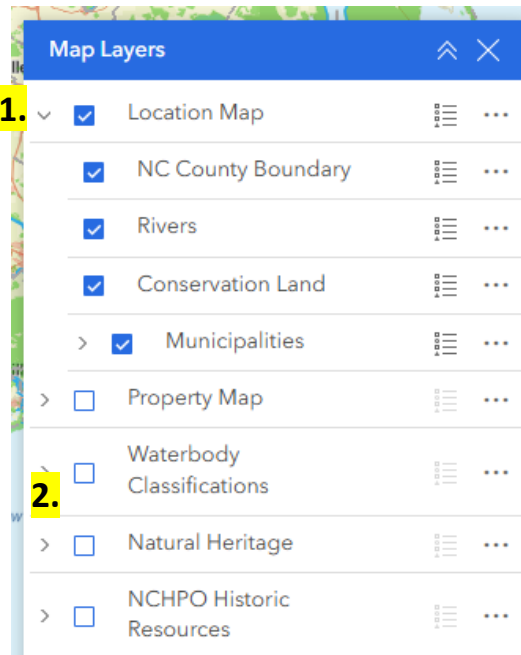 Map Layers
1.
Location Map
NC County Boundary
Rivers
Conservation Land
Municipalities
Property Map
Waterbody
Classifications
2.
Natural Heritage
NCHPO Historic
Resources